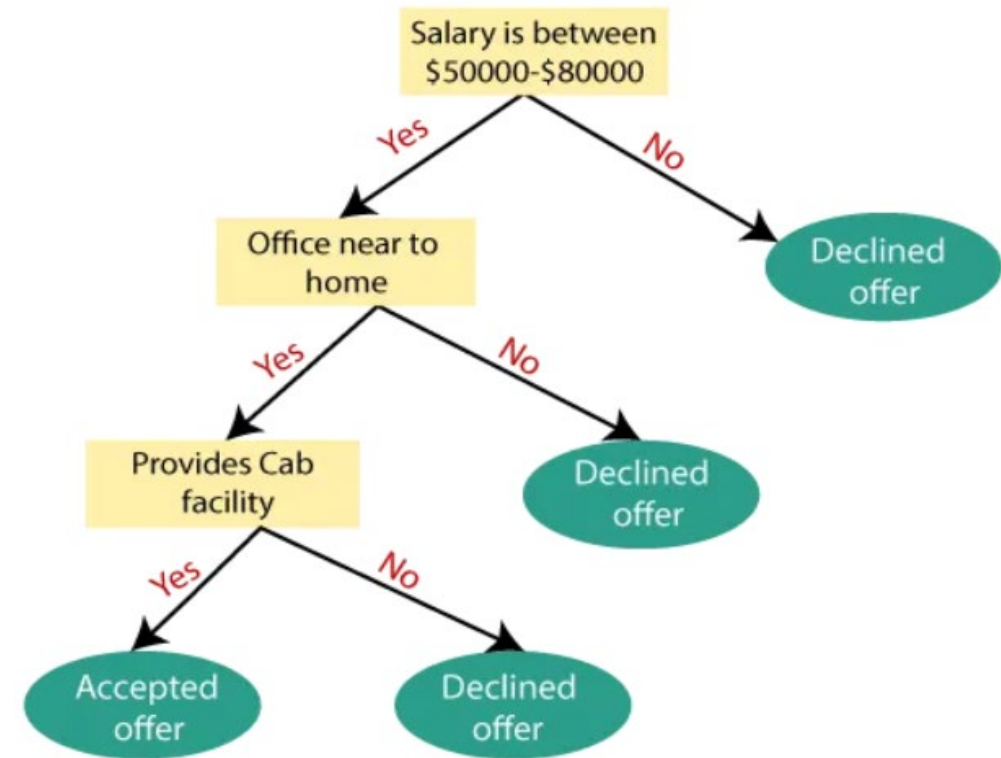 Salary is between
$50000-$80000
Yes
No
Office near to
home
Declined
offer
Yes
No
Provides Cab
facility
Declined
offer
Yes
No
Accepted
offer
Declined
offer